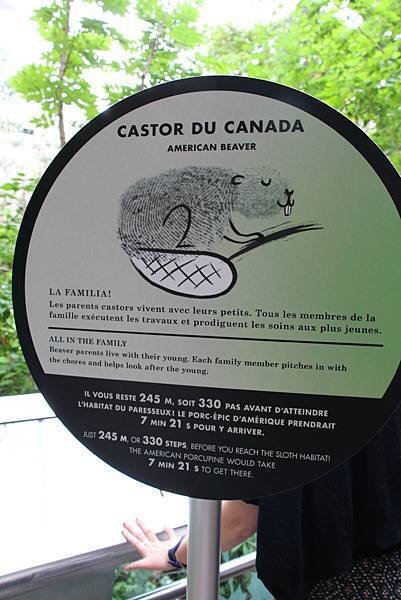 CASTOR DU CANADA
AMERICAN BEAVER
LA FAMILIA!
Les parents castors vivent avec leurs petits. Tous les membres de la
famille exécutent les travaux et prodiguent les soins aux plus jeunes.
ALL IN THE FAMILY
Beaver parents live with their young. Each family member pitches in with
the chores and helps look after the young.
IL VOUS RESTE 245 M, SOIT 330 PAS AVANT D'ATTEINDRE
L'HABITAT DU PARESSEUX! LE PORC-ÉPIC D'AMÉRIQUE PRENDRAIT
7 MIN 21 S POUR Y ARRIVER.
JUST 245 M, OR 330 STEPS, BEFORE YOU REACH THE SLOTH HABITAT!
THE AMERICAN PORCUPINE WOULD TAKE
7 MIN 21 S TO GET THERE.